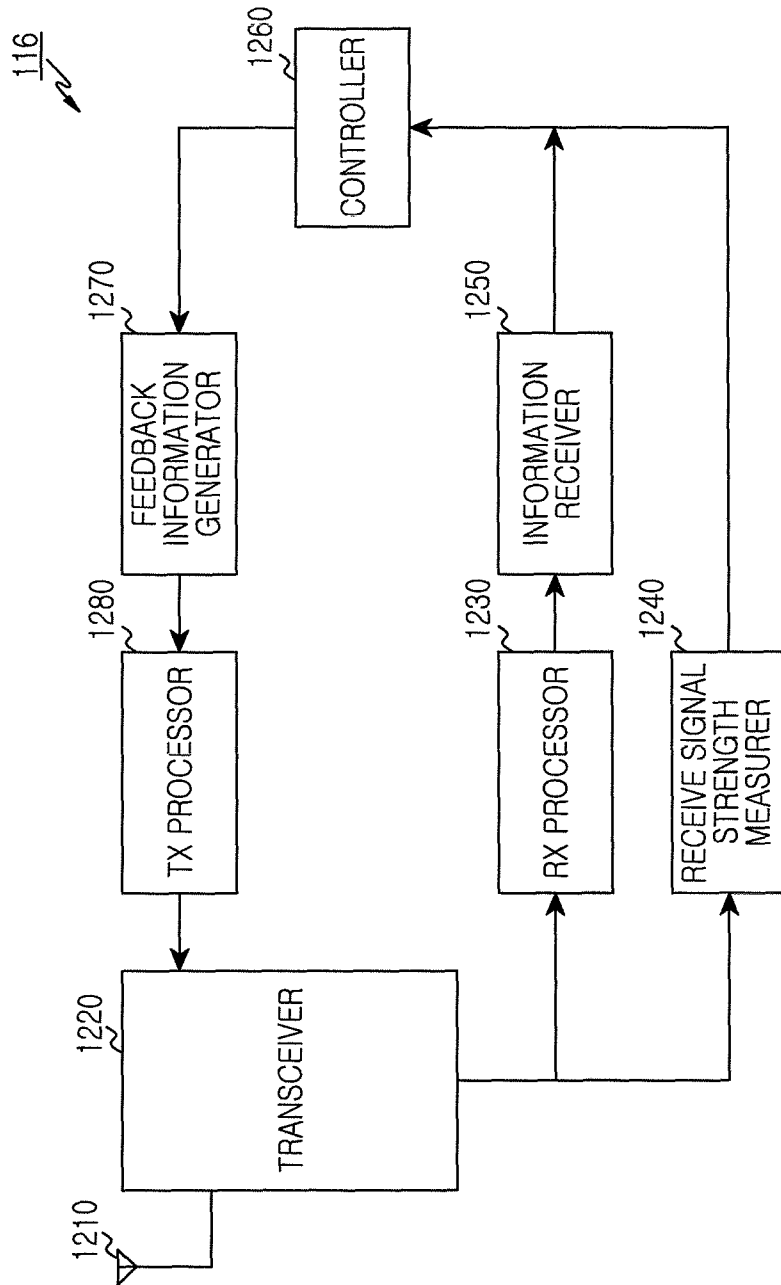 116
1210
1220
TRANSCEIVER
1280
TX PROCESSOR
1270
FEEDBACK
INFORMATION
GENERATOR
1260
CONTROLLER
1230
RX PROCESSOR
1250
INFORMATION
RECEIVER
1240
RECEIVE SIGNAL
STRENGTH
MEASURER